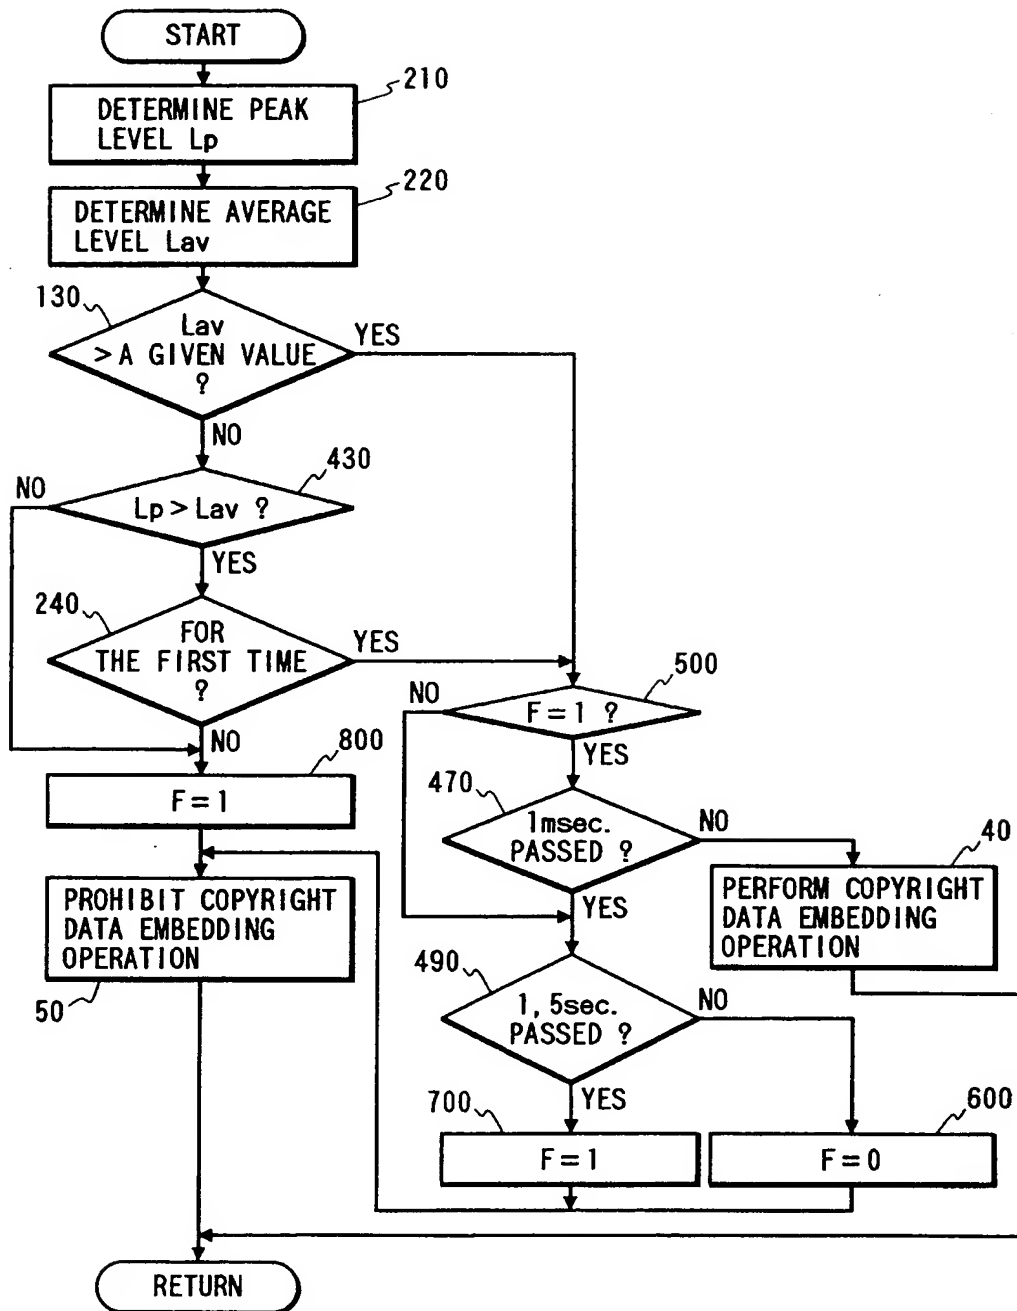 START
210
DETERMINE PEAK
LEVEL Lp
220
DETERMINE AVERAGE
LEVEL Lav
130
Lav
> A GIVEN VALUE
?
YES
NO
430
NO
Lp > Lav ?
YES
240
FOR
THE FIRST TIME
?
YES
NO
500
NO
F = 1 ?
YES
800
F = 1
470
1msec.
PASSED ?
NO
YES
40
PERFORM COPYRIGHT
DATA EMBEDDING
OPERATION
PROHIBIT COPYRIGHT
DATA EMBEDDING
OPERATION
50
490
1, 5sec.
PASSED ?
NO
YES
700
F = 1
600
F = 0
RETURN